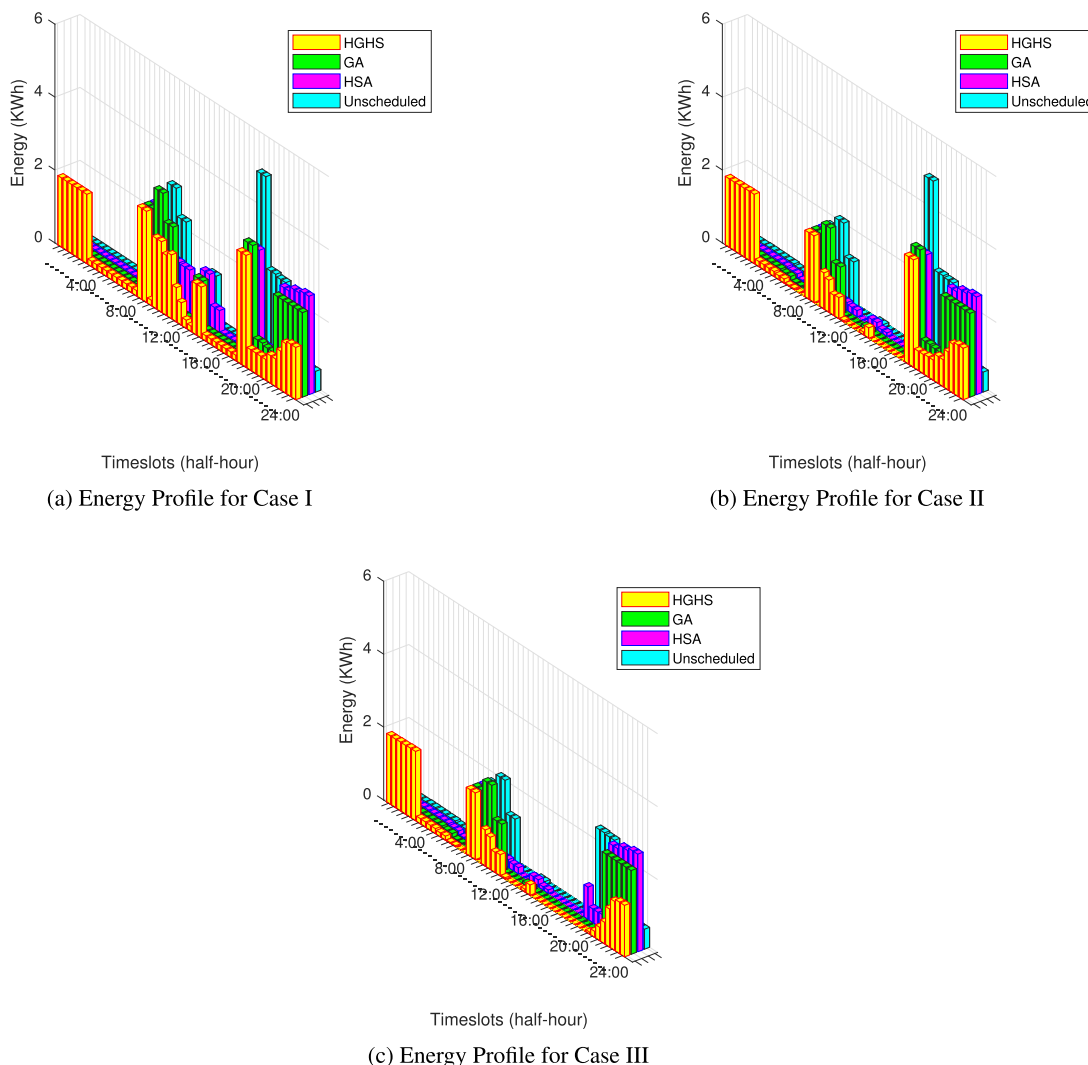 6
4
2
0
Energy (KWh)
4:00
8:00
12:00
16:00
20:00
24:00
Timeslots (half-hour)
HGHS
GA
HSA
Unscheduled
(a) Energy Profile for Case I
6
4
2
0
Energy (KWh)
4:00
8:00
12:00
16:00
20:00
24:00
Timeslots (half-hour)
HGHS
GA
HSA
Unscheduled
(b) Energy Profile for Case II
6
4
2
0
Energy (KWh)
4:00
8:00
12:00
16:00
20:00
24:00
Timeslots (half-hour)
HGHS
GA
HSA
Unscheduled
(c) Energy Profile for Case III